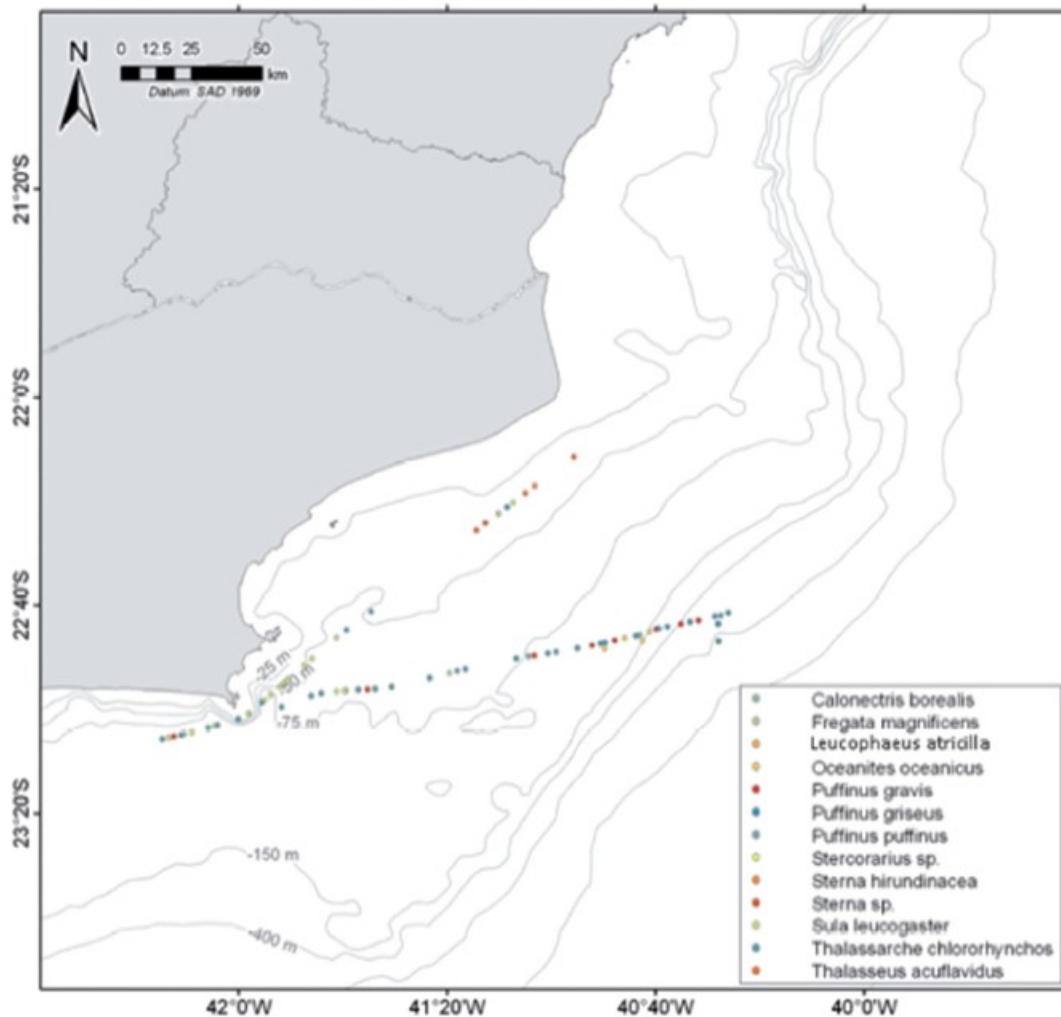 N
0 12,5 25 50
km
Datum: SAD 1969
21°20'S
22°0'S
22°40'S
23°20'S
-25 m
-50 m
-75 m
-150 m
-400 m
Calonectris borealis
Fregata magnificens
Leucophaeus atricilla
Oceanites oceanicus
Puffinus gravis
Puffinus griseus
Puffinus puffinus
Stercorarius sp.
Sterna hirundinacea
Sterna sp.
Sula leucogaster
Thalassarche chlororhynchos
Thalasseus acuflavidus
42°0'W 41°20'W 40°40'W 40°0'W